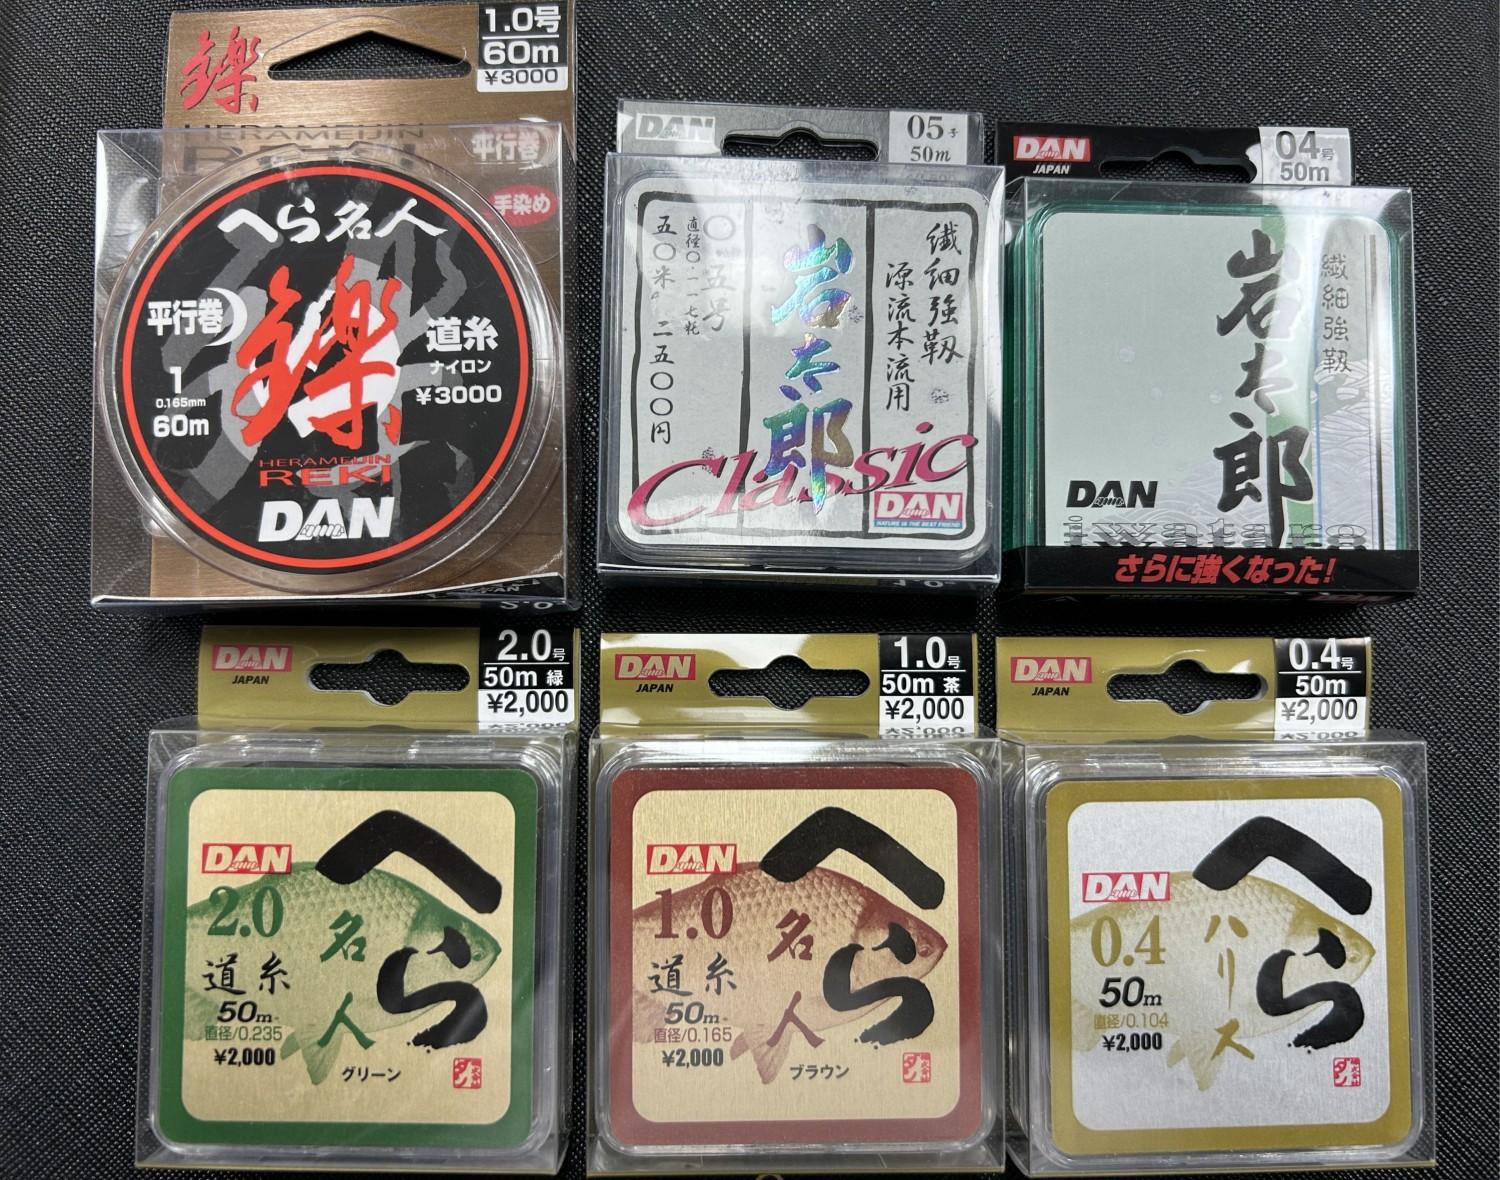 鑠
1.0号
60m
¥3000
HERAMEIJIN
REKI
平行巻
手染め
へら名人
鑠
平行巻
1
0.165mm
60m
道糸
ナイロン
¥3000
HERAMEIJIN
REKI
DAN
DAN
05号
50m
繊細強靱
源流本流用
岩太郎
〇五号
直径〇・一一七粍
五〇米 二五〇〇円
Classic
DAN
NATURE IS THE BEST FRIEND
DAN
JAPAN
04号
50m
繊細強靱
岩太郎
DAN
iwataro
さらに強くなった!
DAN
JAPAN
2.0号
50m 緑
¥2,000
へら
名人
DAN
2.0
道糸
50m
直径/0.235
¥2,000
グリーン
DAN
JAPAN
1.0号
50m 茶
¥2,000
へら
名人
DAN
1.0
道糸
50m
直径/0.165
¥2,000
ブラウン
DAN
JAPAN
0.4号
50m
¥2,000
へら
ハリス
DAN
0.4
50m
直径/0.104
¥2,000